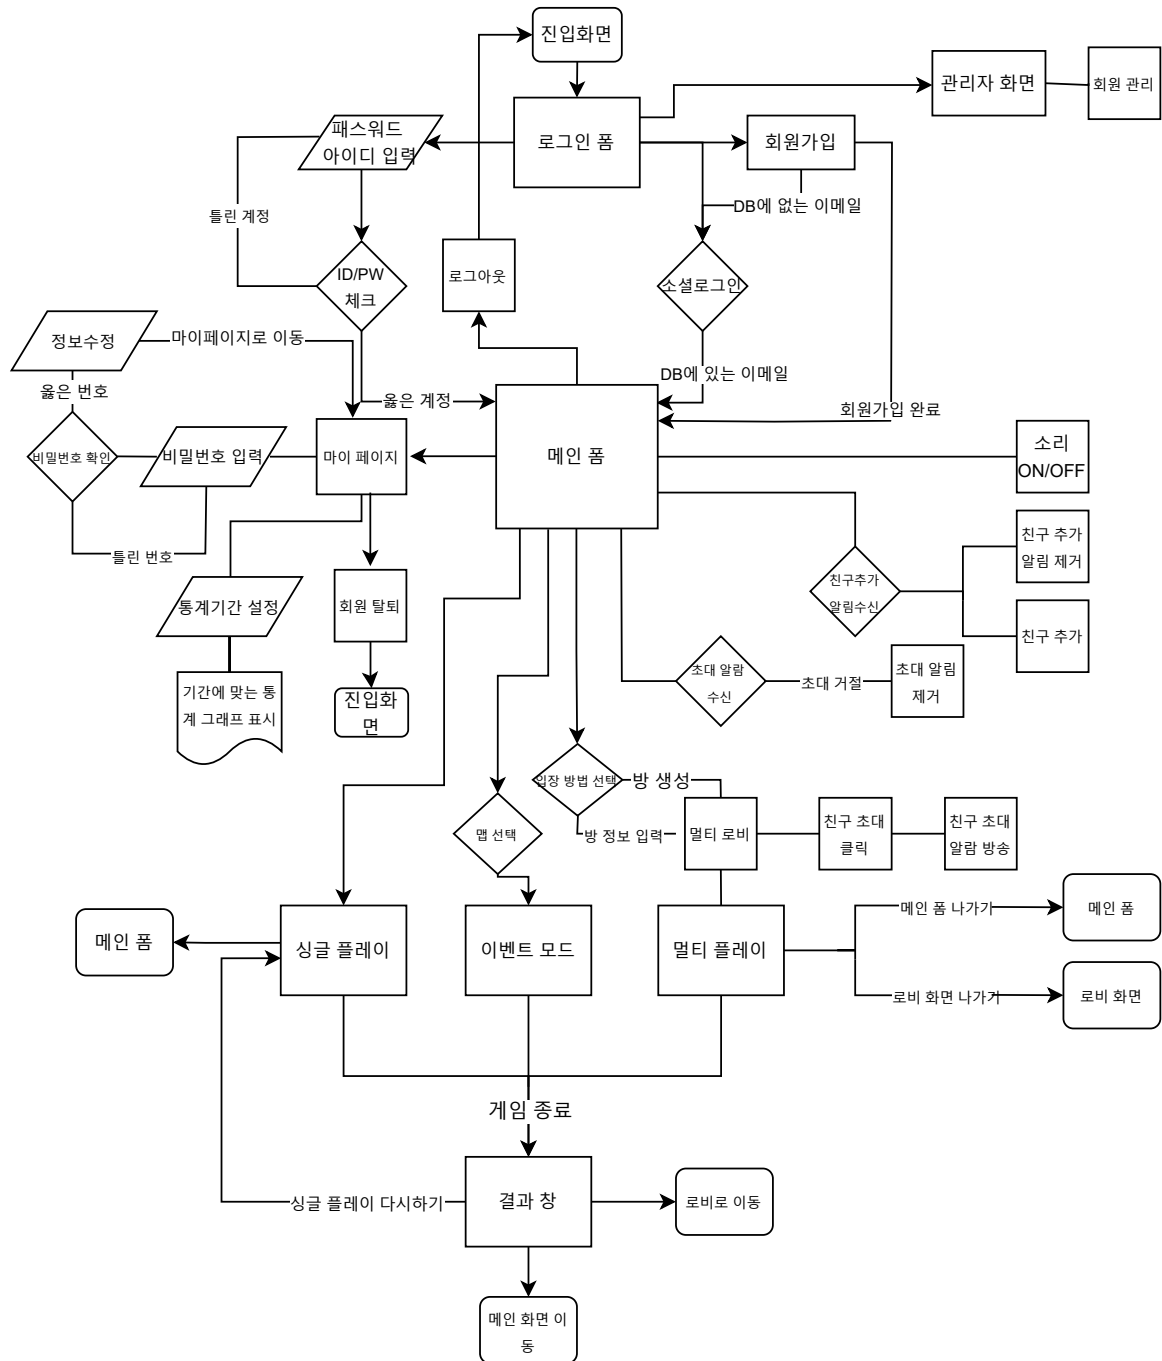 진입화면
관리자 화면
회원 관리
패스워드
아이디 입력
로그인 폼
회원가입
틀린 계정
DB에 없는 이메일
ID/PW
체크
로그아웃
소셜로그인
정보수정
마이페이지로 이동
옳은 번호
옳은 계정
DB에 있는 이메일
회원가입 완료
비밀번호 확인
비밀번호 입력
마이 페이지
메인 폼
소리
ON/OFF
틀린 번호
친구 추가
알림 제거
친구추가
알림수신
통계기간 설정
회원 탈퇴
친구 추가
기간에 맞는 통
계 그래프 표시
진입화
면
초대 알람
수신
초대 거절
초대 알림
제거
입장 방법 선택
방 생성
맵 선택
방 정보 입력
멀티 로비
친구 초대
클릭
친구 초대
알람 방송
메인 폼
싱글 플레이
이벤트 모드
멀티 플레이
메인 폼 나가기
메인 폼
로비 화면 나가기
로비 화면
게임 종료
싱글 플레이 다시하기
결과 창
로비로 이동
메인 화면 이
동